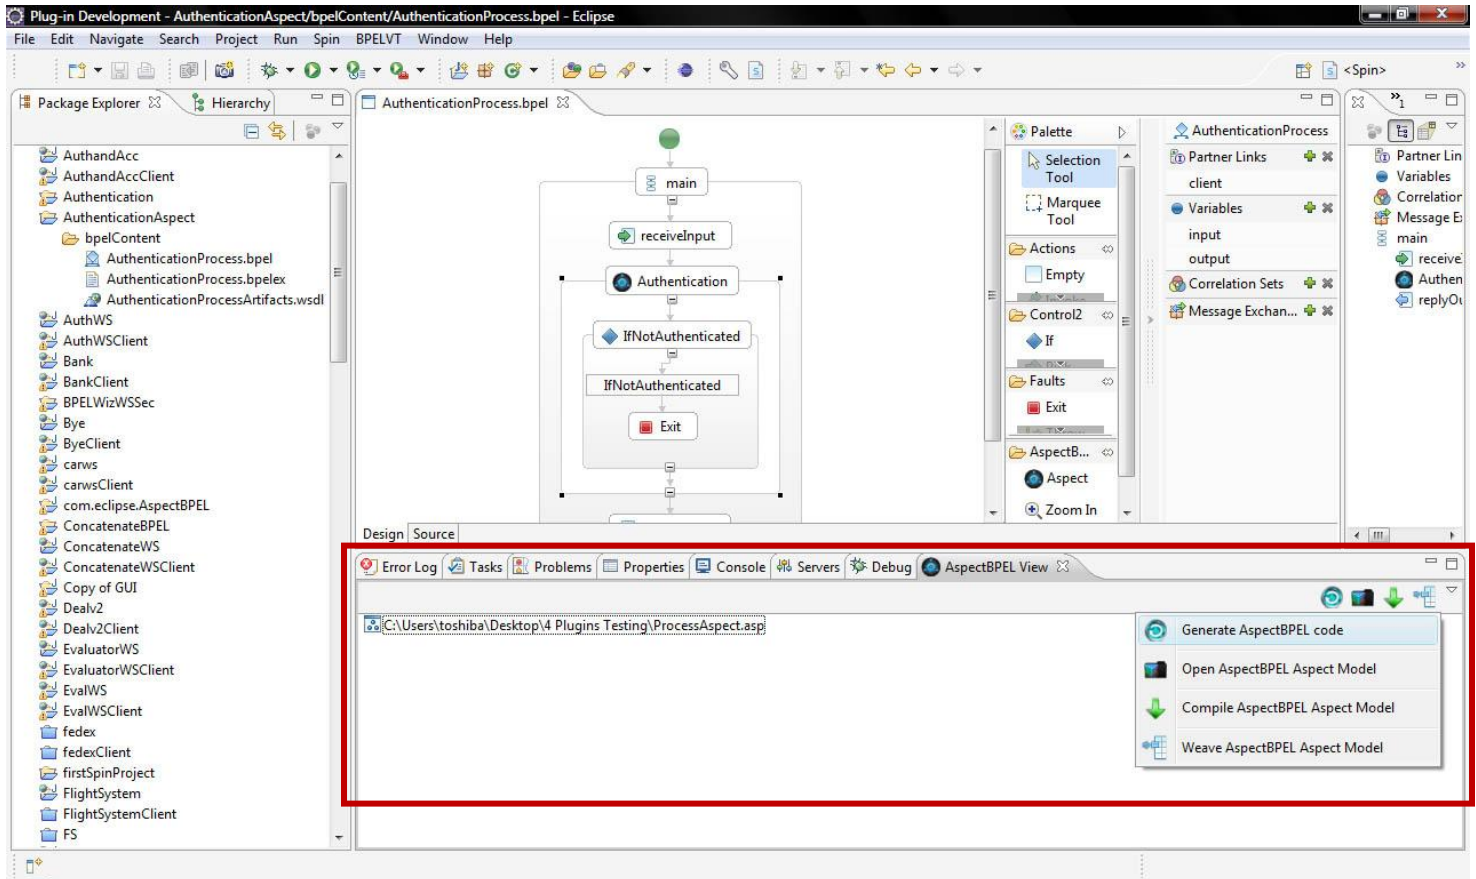 Plug-in Development - AuthenticationAspect/bpelContent/AuthenticationProcess.bpel - Eclipse
File Edit Navigate Search Project Run Spin BPELVT Window Help
<Spin>
Package Explorer
Hierarchy
AuthandAcc
AuthandAccClient
Authentication
AuthenticationAspect
bpelContent
AuthenticationProcess.bpel
AuthenticationProcess.bpelex
AuthenticationProcessArtifacts.wsdl
AuthWS
AuthWSClient
Bank
BankClient
BPELWizWSSec
Bye
ByeClient
carws
carwsClient
com.eclipse.AspectBPEL
ConcatenateBPEL
ConcatenateWS
ConcatenateWSClient
Copy of GUI
Dealv2
Dealv2Client
EvaluatorWS
EvaluatorWSClient
EvalWS
EvalWSClient
fedex
fedexClient
firstSpinProject
FlightSystem
FlightSystemClient
FS
AuthenticationProcess.bpel
main
receiveInput
Authentication
IfNotAuthenticated
IfNotAuthenticated
Exit
Design Source
Palette
Selection
Tool
Marquee
Tool
Actions
Empty
Control2
If
Faults
Exit
AspectB...
Aspect
Zoom In
AuthenticationProcess
Partner Links
client
Variables
input
output
Correlation Sets
Message Exchan...
»1
Partner Lin
Variables
Correlation
Message Ex
main
receive
Authen
replyOu
Error Log Tasks Problems Properties Console Servers Debug AspectBPEL View
C:\Users\toshiba\Desktop\4 Plugins Testing\ProcessAspect.asp
Generate AspectBPEL code
Open AspectBPEL Aspect Model
Compile AspectBPEL Aspect Model
Weave AspectBPEL Aspect Model